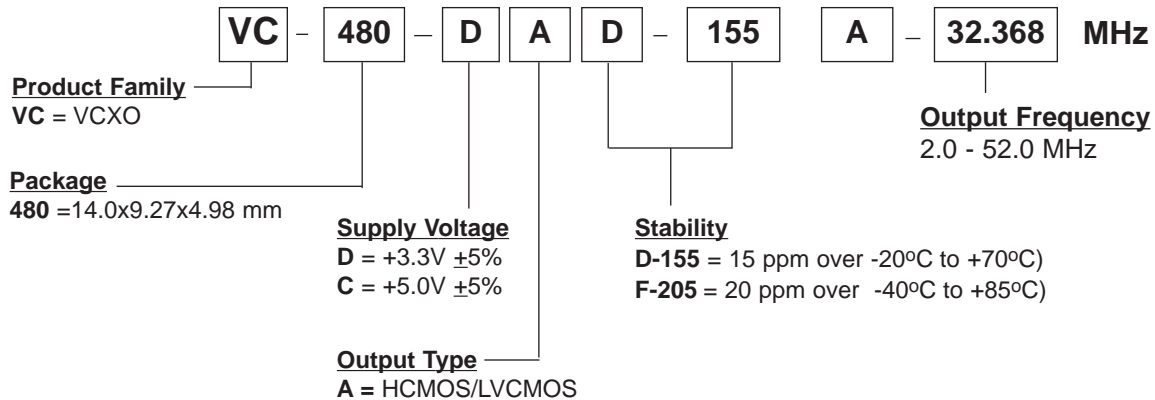 VC - 480 - D A D - 155 A - 32.368 MHz
Product Family
VC = VCXO
Output Frequency
2.0 - 52.0 MHz
Package
480 =14.0x9.27x4.98 mm
Supply Voltage
D = +3.3V ±5%
C = +5.0V ±5%
Stability
D-155 = 15 ppm over -20ºC to +70ºC)
F-205 = 20 ppm over -40ºC to +85ºC)
Output Type
A = HCMOS/LVCMOS